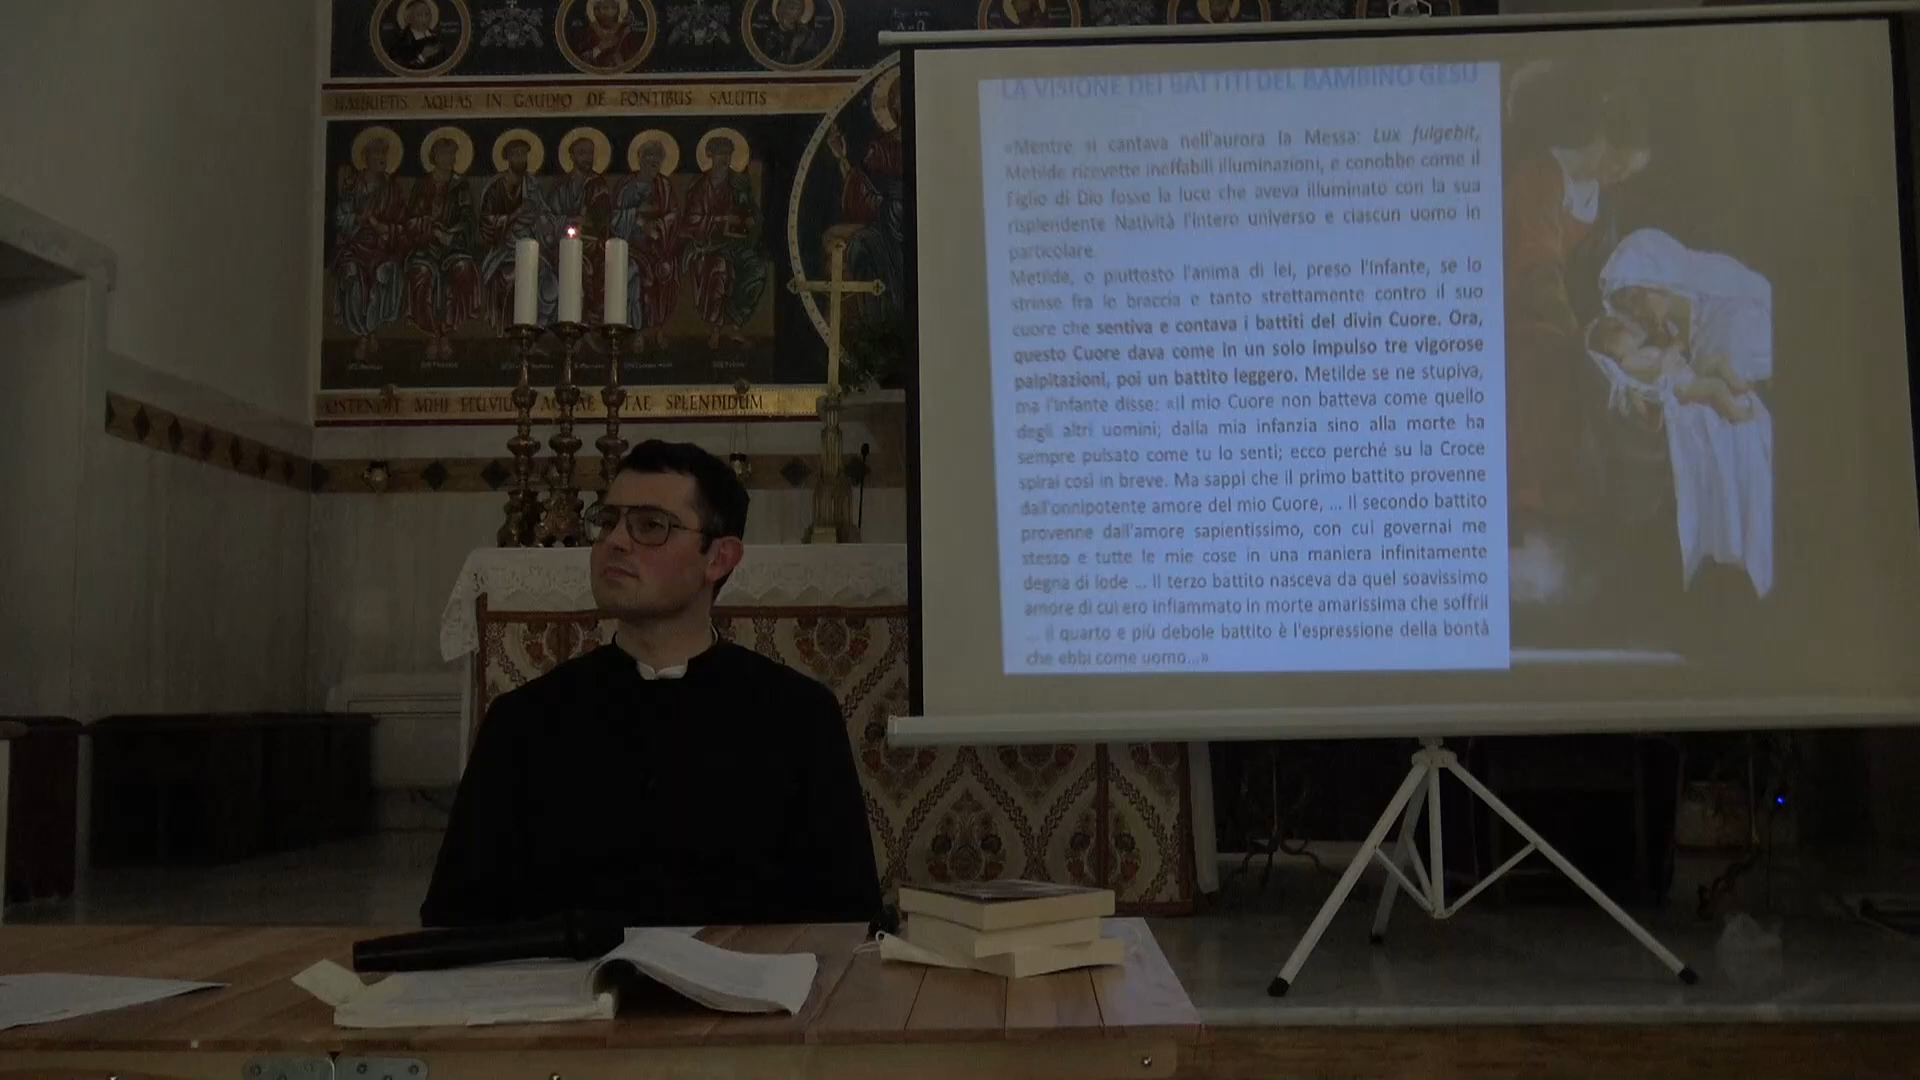 HAURIETIS AQUAS IN GAUDIO DE FONTIBUS SALUTIS
OSTENDIT MIHI FLUVIUM AQUAE VITAE SPLENDIDUM
LA VISIONE DEI BATTITI DEL BAMBINO GESÙ
«Mentre si cantava nell'aurora la Messa: Lux fulgebit,
Metilde ricevette ineffabili illuminazioni, e conobbe come il
Figlio di Dio fosse la luce che aveva illuminato con la sua
risplendente Natività l'intero universo e ciascun uomo in
particolare.
Metilde, o piuttosto l'anima di lei, preso l'Infante, se lo
strinse fra le braccia e tanto strettamente contro il suo
cuore che sentiva e contava i battiti del divin Cuore. Ora,
questo Cuore dava come in un solo impulso tre vigorose
palpitazioni, poi un battito leggero. Metilde se ne stupiva,
ma l'Infante disse: «Il mio Cuore non batteva come quello
degli altri uomini; dalla mia infanzia sino alla morte ha
sempre pulsato come tu lo senti; ecco perché su la Croce
spirai così in breve. Ma sappi che il primo battito provenne
dall'onnipotente amore del mio Cuore, ... Il secondo battito
provenne dall'amore sapientissimo, con cui governai me
stesso e tutte le mie cose in una maniera infinitamente
degna di lode ... Il terzo battito nasceva da quel soavissimo
amore di cui ero infiammato in morte amarissima che soffrii
... Il quarto e più debole battito è l'espressione della bontà
che ebbi come uomo...»